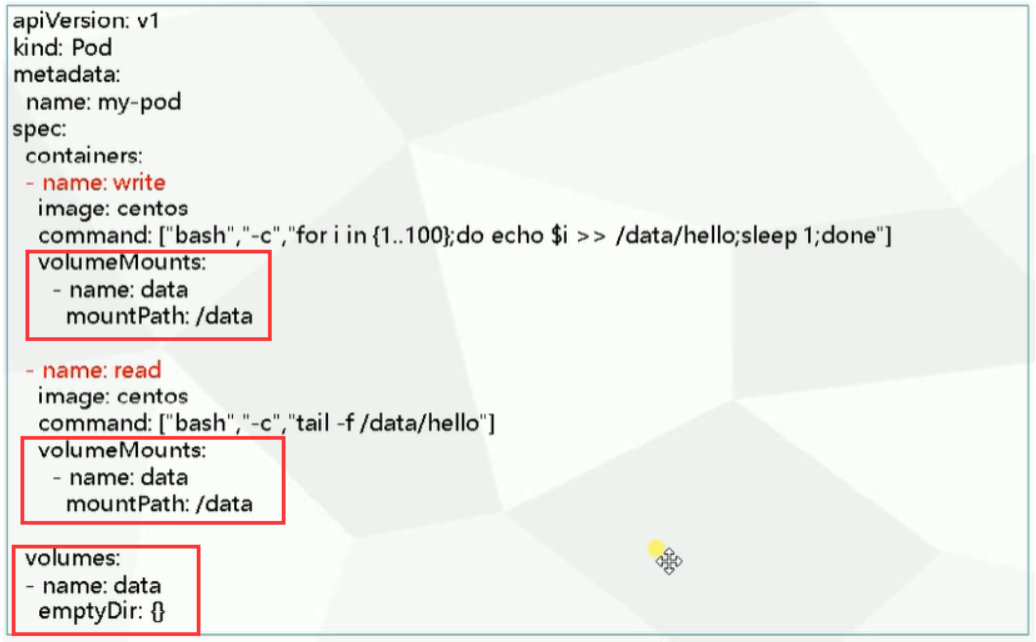 apiVersion: v1
kind: Pod
metadata:
  name: my-pod
spec:
  containers:
  - name: write
    image: centos
    command: ["bash","-c","for i in {1..100};do echo $i >> /data/hello;sleep 1;done"]
    volumeMounts:
      - name: data
        mountPath: /data
  - name: read
    image: centos
    command: ["bash","-c","tail -f /data/hello"]
    volumeMounts:
      - name: data
        mountPath: /data
  volumes:
  - name: data
    emptyDir: {}